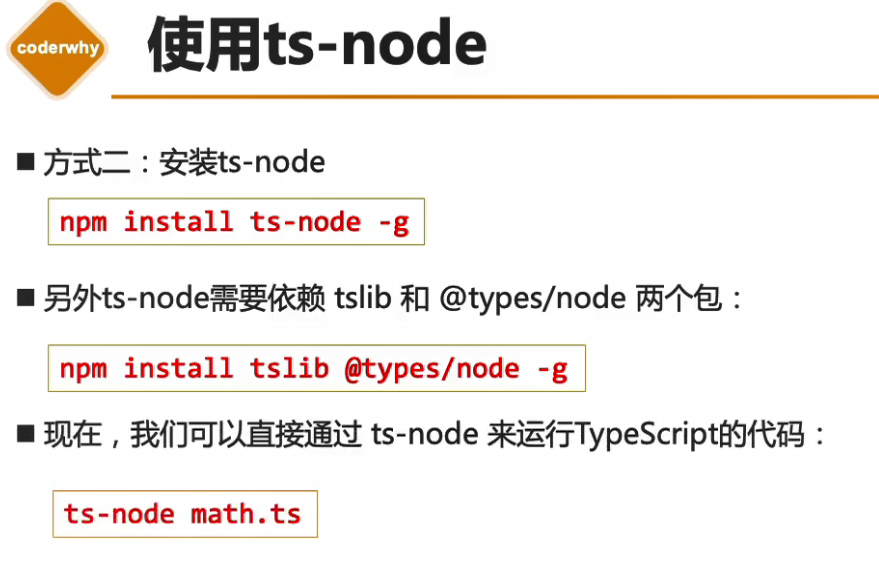 coderwhy
使用ts-node
方式二：安装ts-node
npm install ts-node -g
另外ts-node需要依赖 tslib 和 @types/node 两个包：
npm install tslib @types/node -g
现在，我们可以直接通过 ts-node 来运行TypeScript的代码：
ts-node math.ts